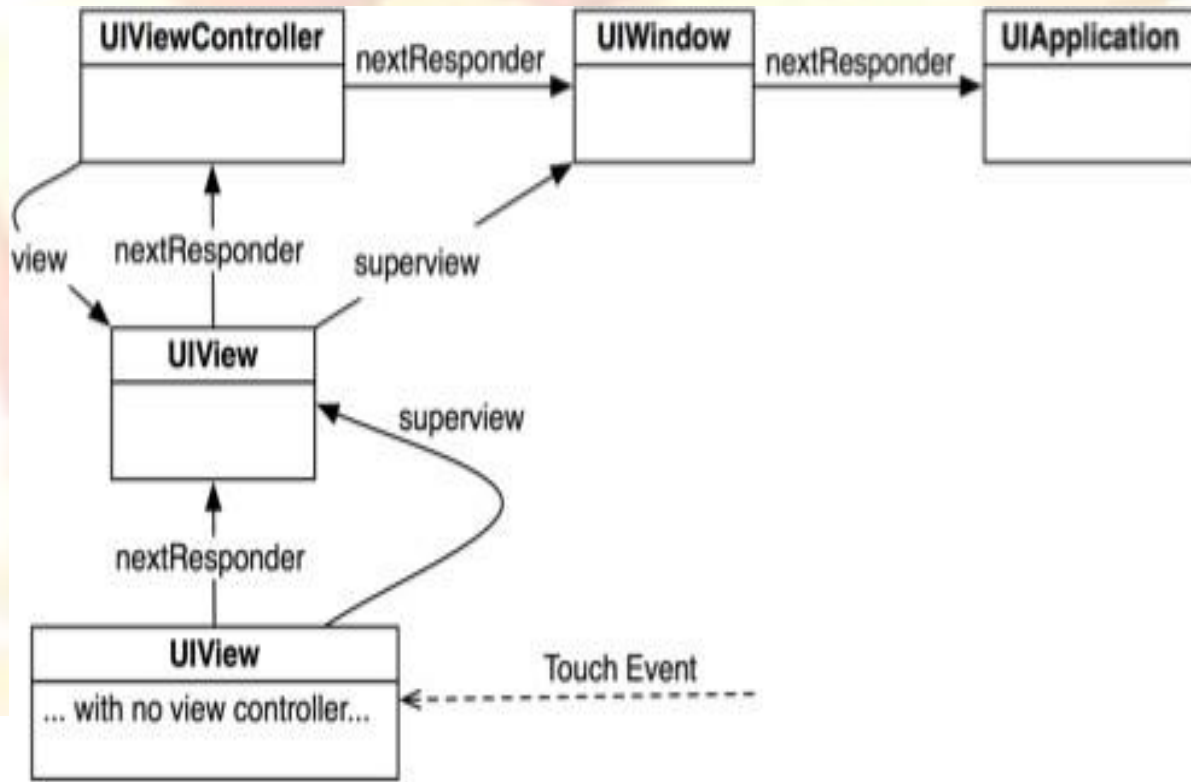 UIViewController
UIWindow
UIApplication
nextResponder
nextResponder
view
nextResponder
superview
UIView
superview
nextResponder
UIView
... with no view controller...
Touch Event